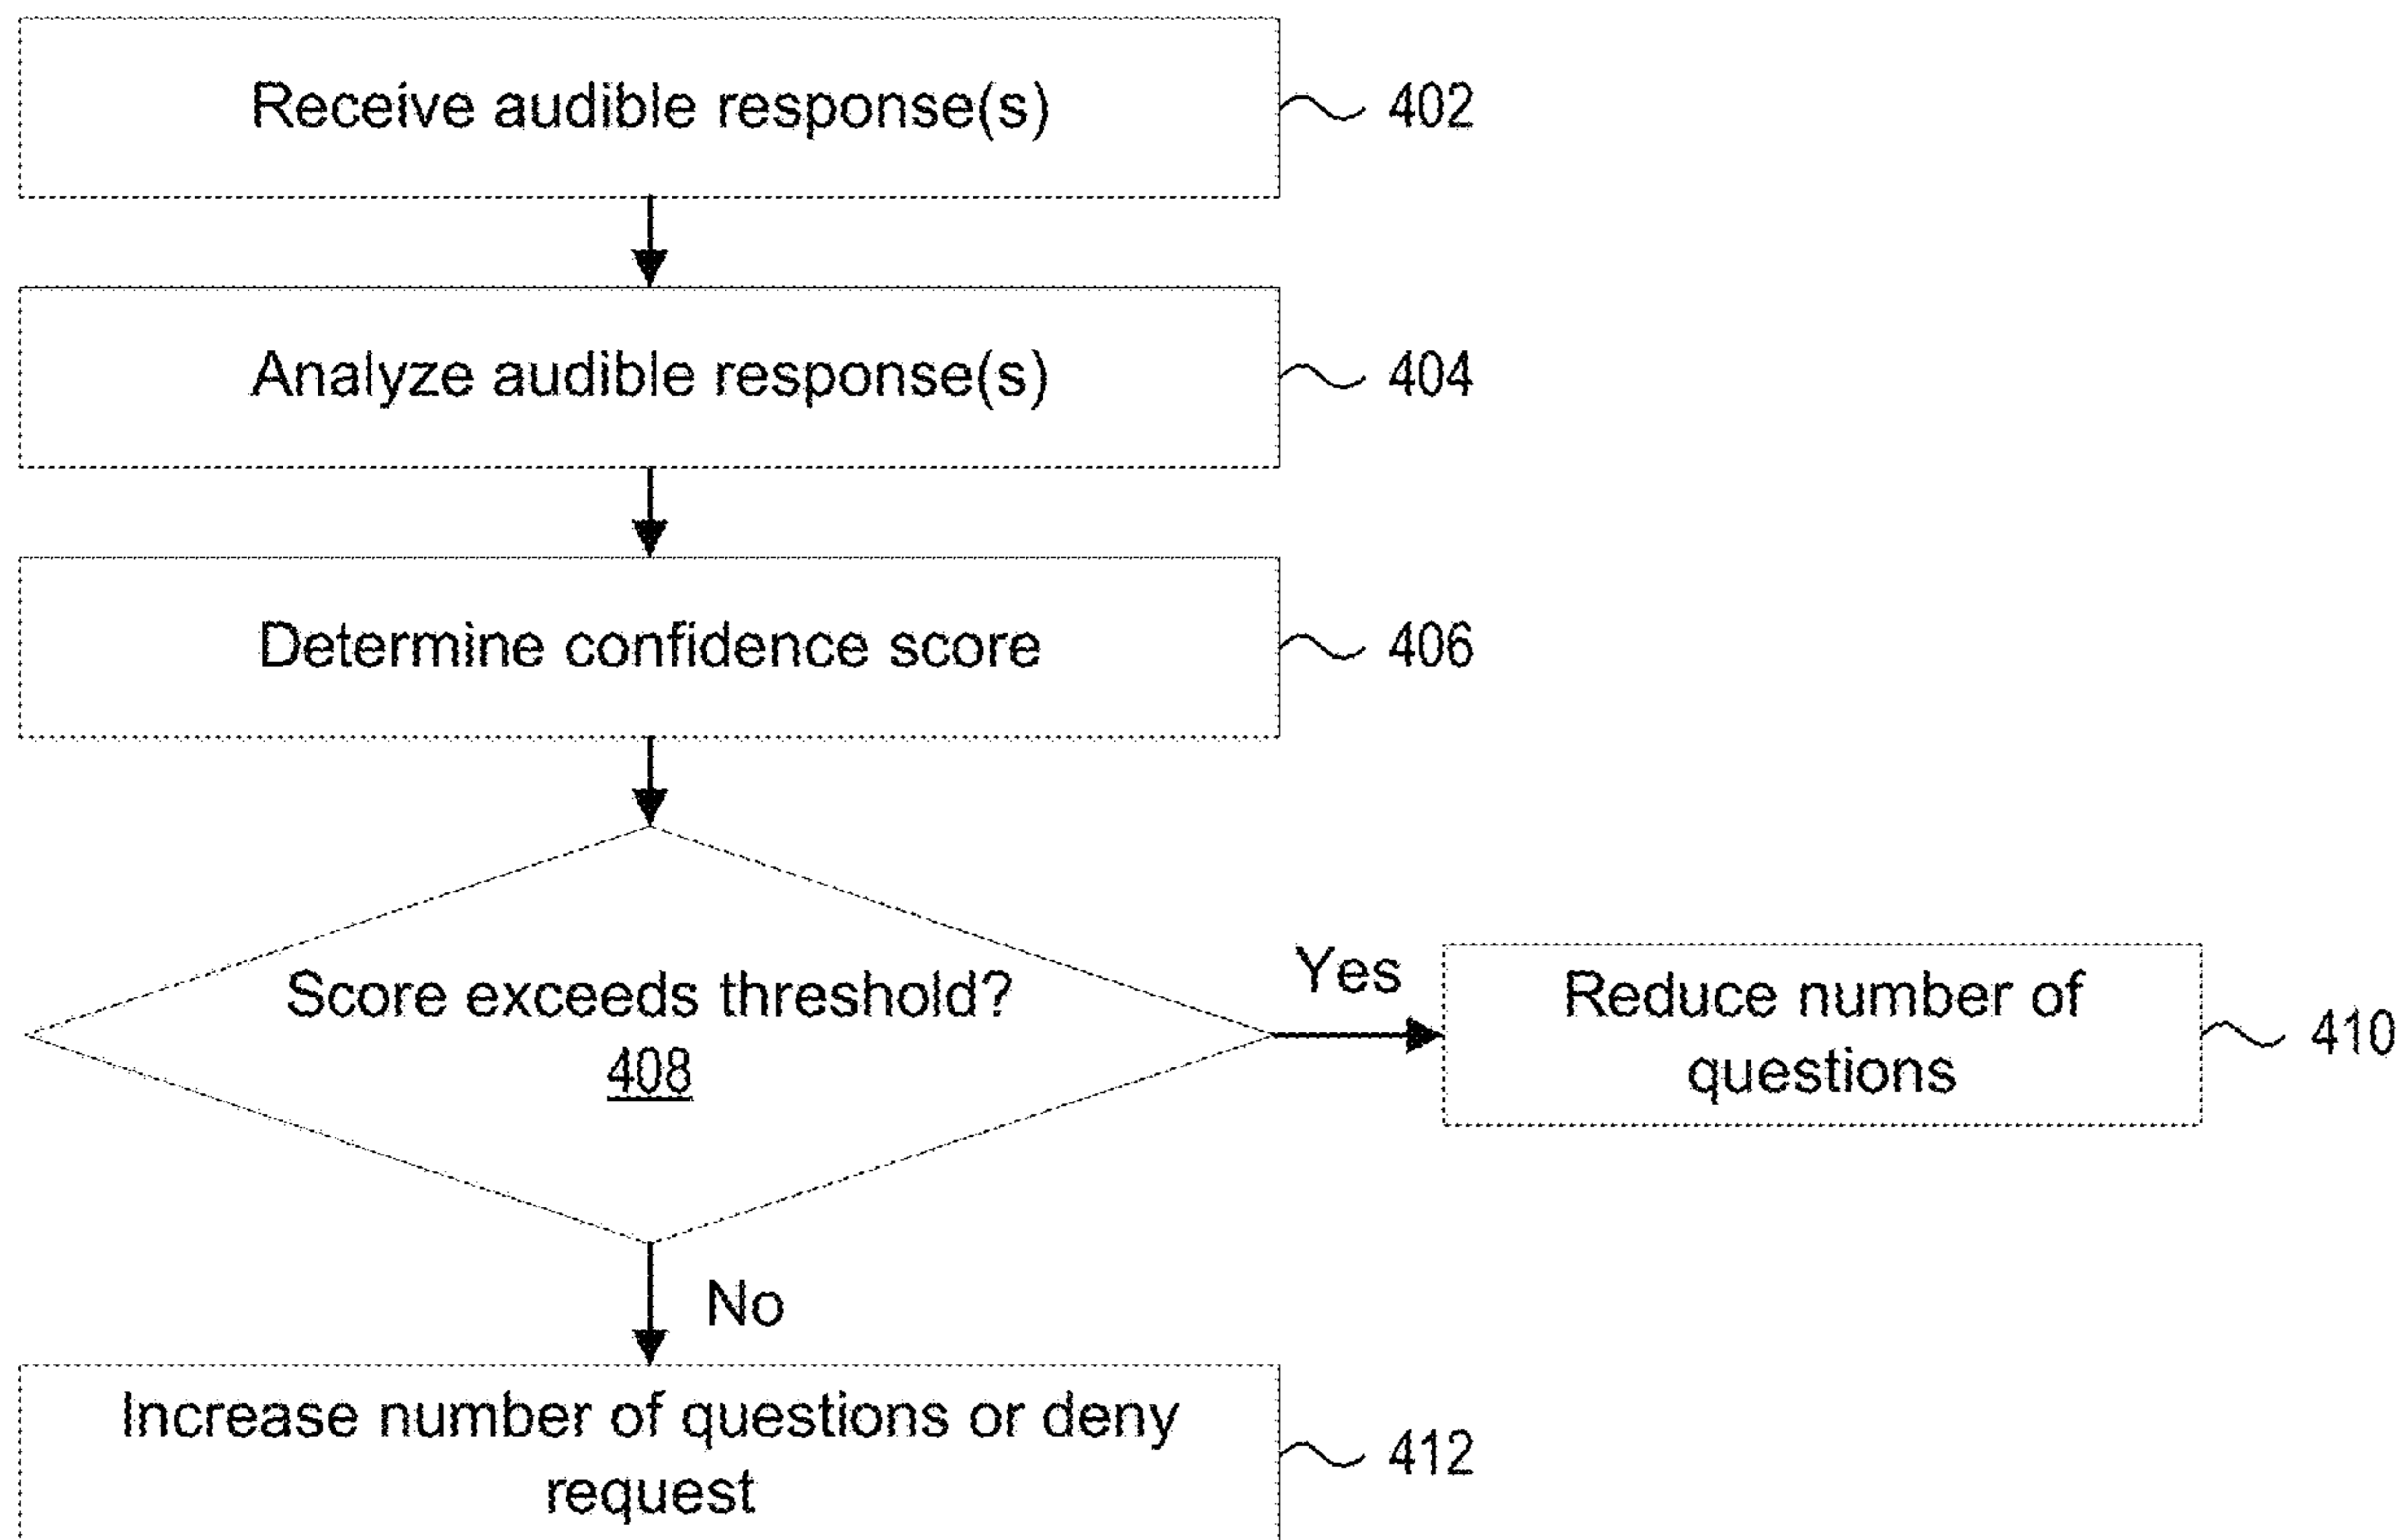 Receive audible response(s)
402
Analyze audible response(s)
404
Determine confidence score
406
Score exceeds threshold?
408
Yes
Reduce number of
questions
410
No
Increase number of questions or deny
request
412